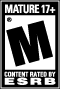 MATURE 17+
M
CONTENT RATED BY
ESRB